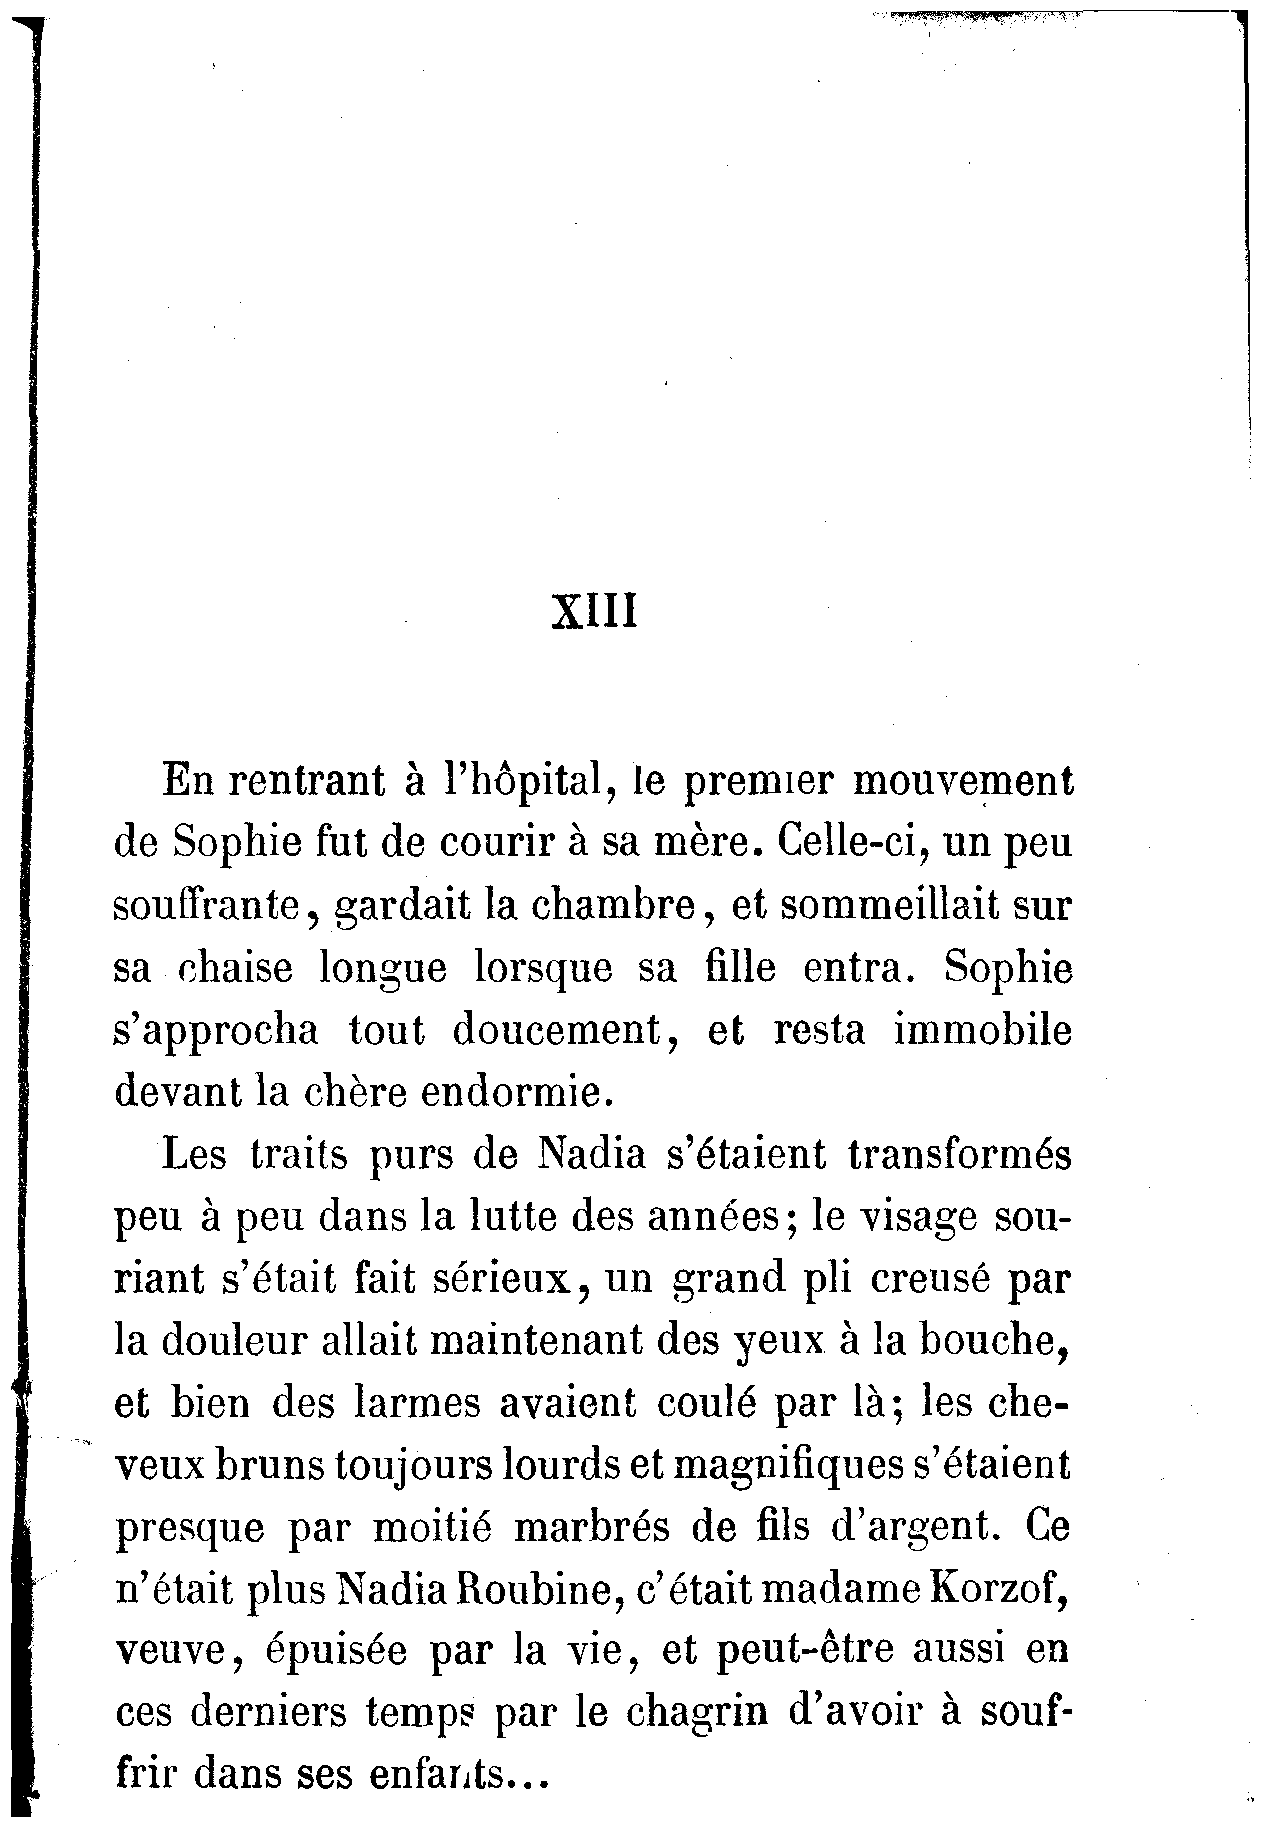 XIII
En rentrant à l'hôpital, le premier mouvement
de Sophie fut de courir à sa mère. Celle-ci, un peu
souffrante, gardait la chambre, et sommeillait sur
sa chaise longue lorsque sa fille entra. Sophie
s'approcha tout doucement, et resta immobile
devant la chère endormie.
Les traits purs de Nadia s'étaient transformés
peu à peu dans la lutte des années; le visage sou-
riant s'était fait sérieux, un grand pli creusé par
la douleur allait maintenant des yeux à la bouche,
et bien des larmes avaient coulé par là; les che-
veux bruns toujours lourds et magnifiques s'étaient
presque par moitié marbrés de fils d'argent. Ce
n'était plus Nadia Roubine, c'était madame Korzof,
veuve, épuisée par la vie, et peut-être aussi en
ces derniers temps par le chagrin d'avoir à souf-
frir dans ses enfants...